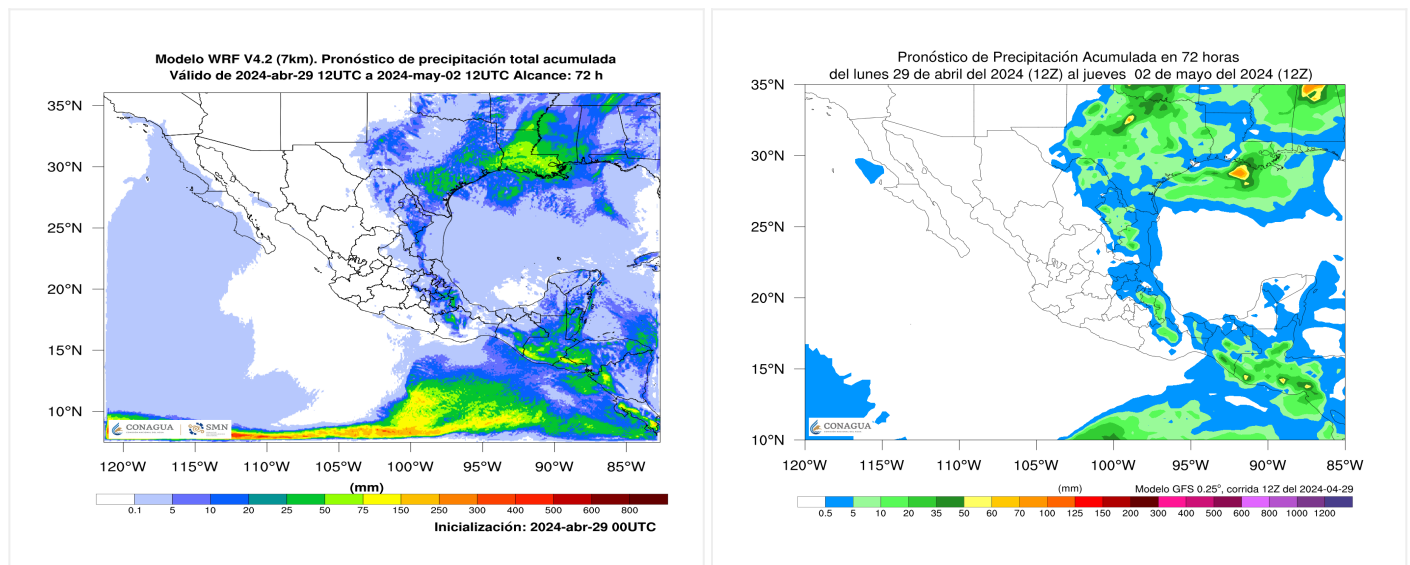 Modelo WRF V4.2 (7km). Pronóstico de precipitación total acumulada
Válido de 2024-abr-29 12UTC a 2024-may-02 12UTC Alcance: 72 h
35°N
30°N
25°N
20°N
15°N
10°N
CONAGUA
SMN
120°W 115°W 110°W 105°W 100°W 95°W 90°W 85°W
(mm)
0.1 5 10 20 25 50 75 150 250 300 400 500 600 800
Inicialización: 2024-abr-29 00UTC
Pronóstico de Precipitación Acumulada en 72 horas
del lunes 29 de abril del 2024 (12Z) al jueves 02 de mayo del 2024 (12Z)
35°N
30°N
25°N
20°N
15°N
10°N
CONAGUA
120°W 115°W 110°W 105°W 100°W 95°W 90°W 85°W
(mm) Modelo GFS 0.25°, corrida 12Z del 2024-04-29
0.5 5 10 20 35 50 60 70 100 125 150 200 300 400 500 600 800 1000 1200